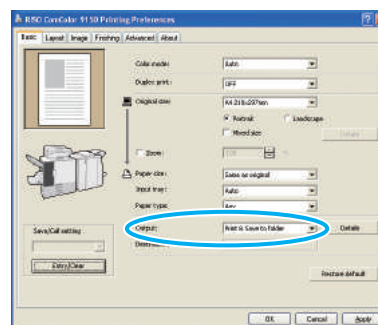 RISO ComColor 9150 Printing Preferences
Basic Layout Image Finishing Advanced About
Color mode: Auto
Duplex print: OFF
Original size: A4 210x297mm
Portrait Landscape
Mixed size Details
Zoom: 100 %
Paper size: Same as original
Input tray: Auto
Paper type: Any
Save/Call setting
Output: Print & Save to Folder Details
Destination:
Entry/Clear
Restore default
OK Cancel Apply